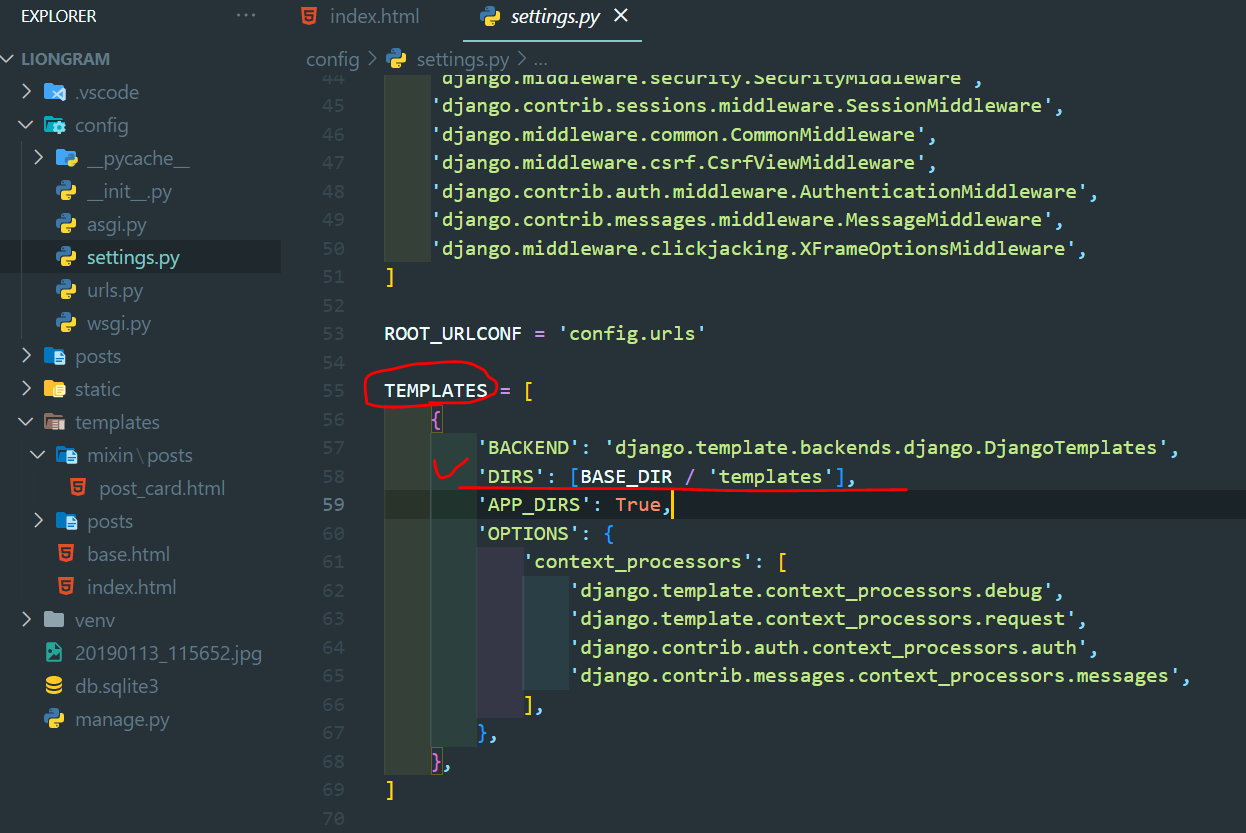 EXPLORER
...
LIONGRAM
.vscode
config
__pycache__
__init__.py
asgi.py
settings.py
urls.py
wsgi.py
posts
static
templates
mixin\posts
post_card.html
posts
base.html
index.html
venv
20190113_115652.jpg
db.sqlite3
manage.py
index.html
settings.py
config > settings.py > ...
44 'django.middleware.security.SecurityMiddleware',
45 'django.contrib.sessions.middleware.SessionMiddleware',
46 'django.middleware.common.CommonMiddleware',
47 'django.middleware.csrf.CsrfViewMiddleware',
48 'django.contrib.auth.middleware.AuthenticationMiddleware',
49 'django.contrib.messages.middleware.MessageMiddleware',
50 'django.middleware.clickjacking.XFrameOptionsMiddleware',
51 ]
52
53 ROOT_URLCONF = 'config.urls'
54
55 TEMPLATES = [
56 {
57 'BACKEND': 'django.template.backends.django.DjangoTemplates',
58 'DIRS': [BASE_DIR / 'templates'],
59 'APP_DIRS': True,
60 'OPTIONS': {
61 'context_processors': [
62 'django.template.context_processors.debug',
63 'django.template.context_processors.request',
64 'django.contrib.auth.context_processors.auth',
65 'django.contrib.messages.context_processors.messages',
66 ],
67 },
68 },
69 ]
70